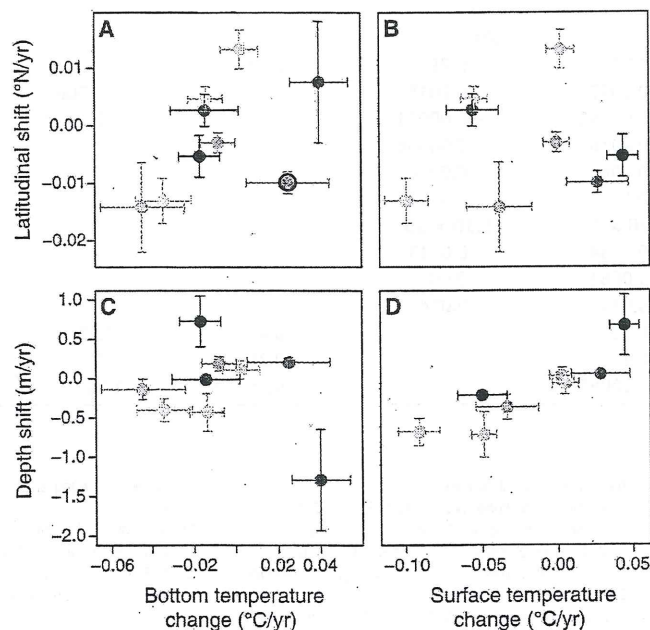 A
B
Latitudinal shift (°N/yr)
0.01
0.00
−0.01
−0.02
C
D
Depth shift (m/yr)
1.0
0.5
0.0
−0.5
−1.0
−1.5
−2.0
−0.06 −0.02 0.02 0.04
−0.10 −0.05 0.00 0.05
Bottom temperature
change (°C/yr)
Surface temperature
change (°C/yr)